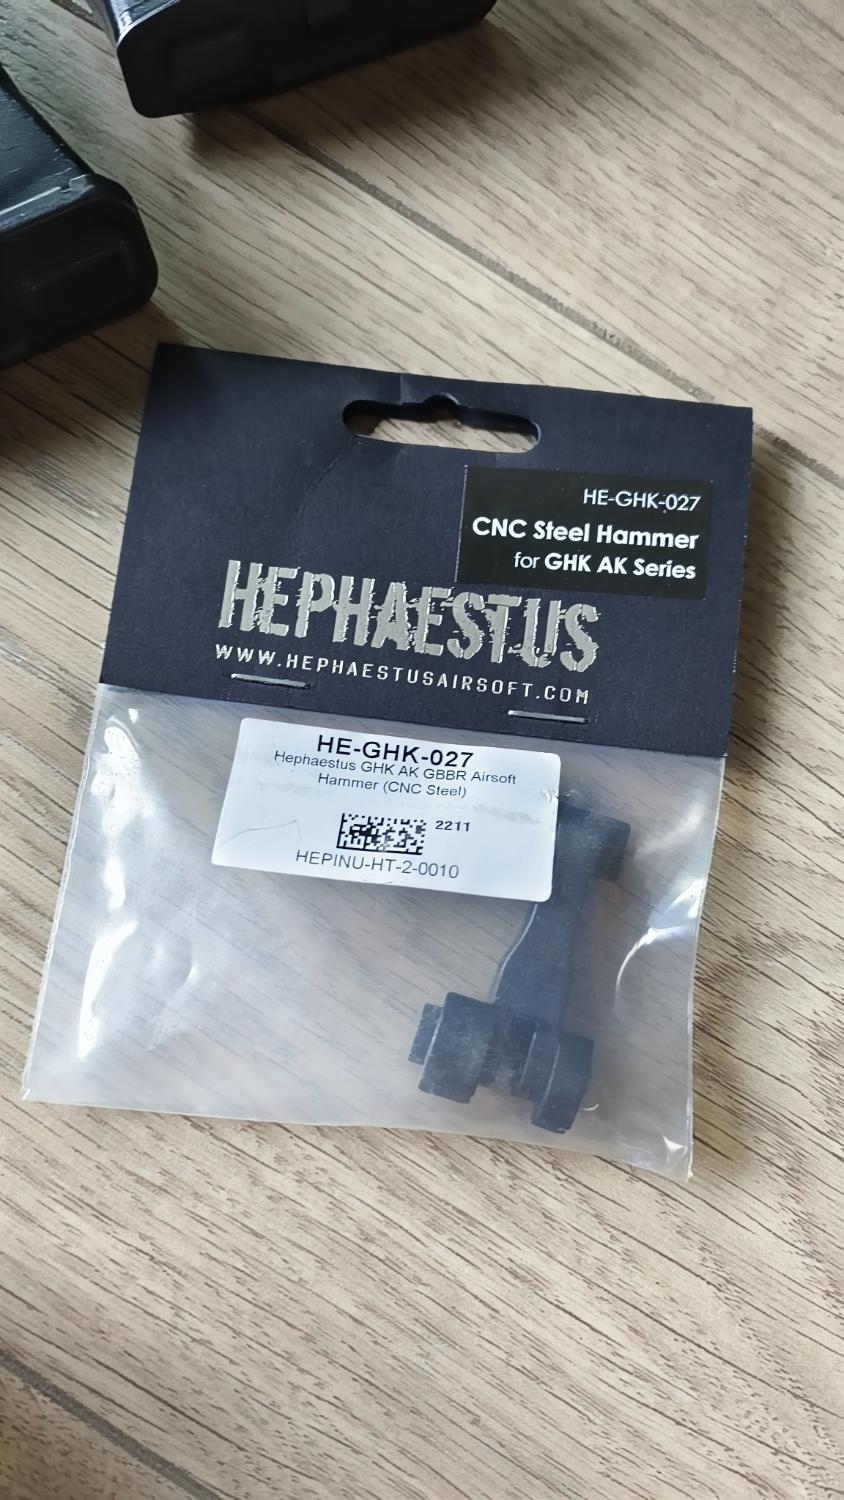 HE-GHK-027
CNC Steel Hammer
for GHK AK Series
HEPHAESTUS
WWW.HEPHAESTUSAIRSOFT.COM
HE-GHK-027
Hephaestus GHK AK GBBR Airsoft
Hammer (CNC Steel)
2211
HEPINU-HT-2-0010